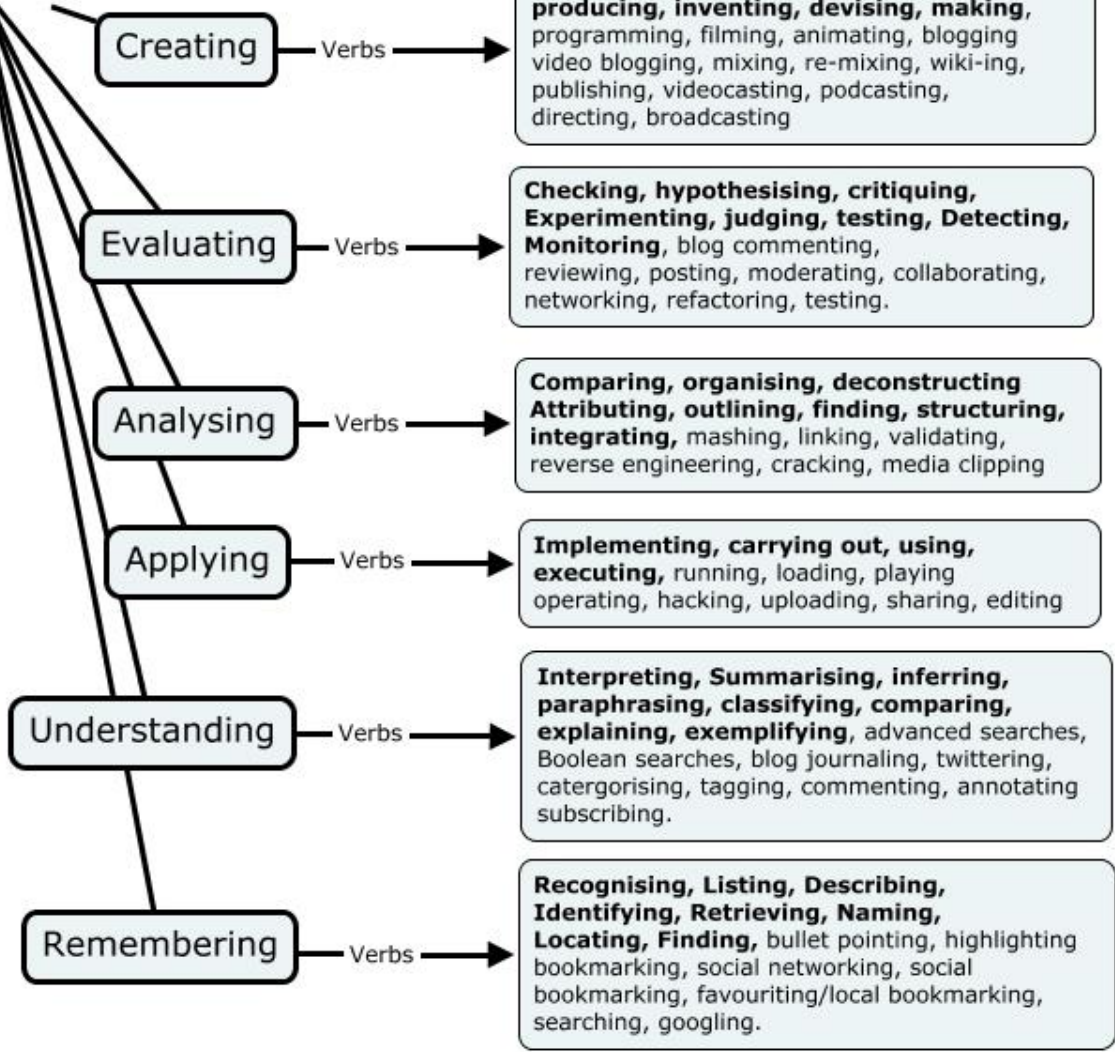 producing, inventing, devising, making,
Creating
Verbs
programming, filming, animating, blogging
video blogging, mixing, re-mixing, wiki-ing,
publishing, videocasting, podcasting,
directing, broadcasting
Evaluating
Verbs
Checking, hypothesising, critiquing,
Experimenting, judging, testing, Detecting,
Monitoring, blog commenting,
reviewing, posting, moderating, collaborating,
networking, refactoring, testing.
Analysing
Verbs
Comparing, organising, deconstructing
Attributing, outlining, finding, structuring,
integrating, mashing, linking, validating,
reverse engineering, cracking, media clipping
Applying
Verbs
Implementing, carrying out, using,
executing, running, loading, playing
operating, hacking, uploading, sharing, editing
Understanding
Verbs
Interpreting, Summarising, inferring,
paraphrasing, classifying, comparing,
explaining, exemplifying, advanced searches,
Boolean searches, blog journaling, twittering,
catergorising, tagging, commenting, annotating
subscribing.
Remembering
Verbs
Recognising, Listing, Describing,
Identifying, Retrieving, Naming,
Locating, Finding, bullet pointing, highlighting
bookmarking, social networking, social
bookmarking, favouriting/local bookmarking,
searching, googling.